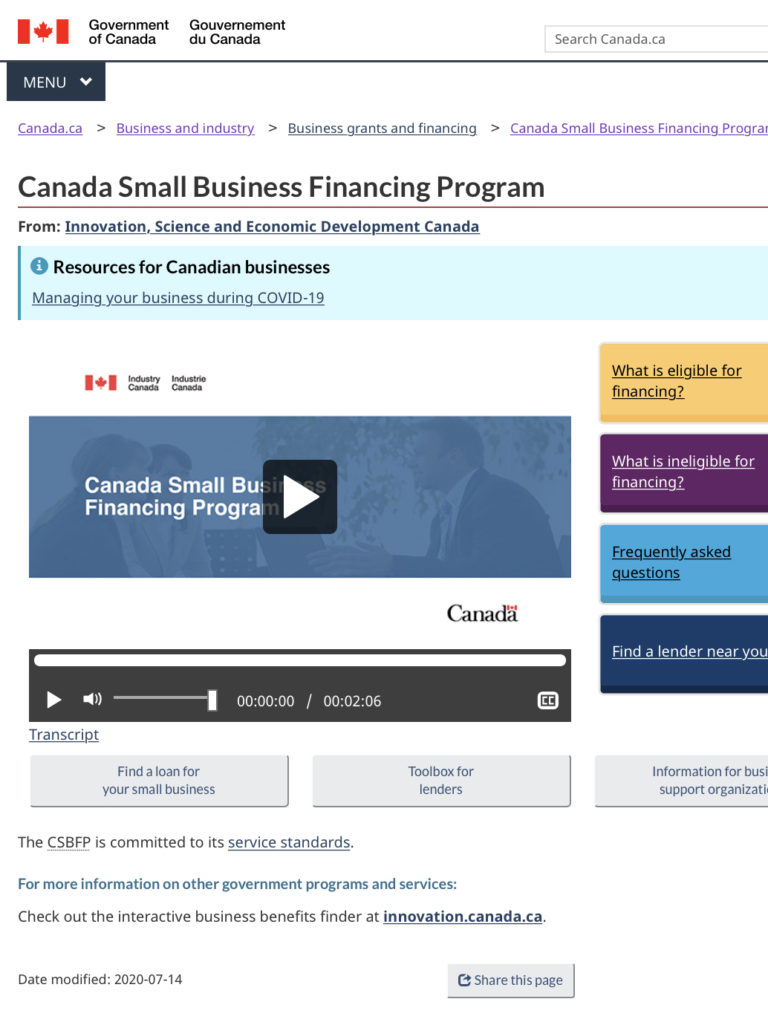 Government of Canada
Gouvernement du Canada
Search Canada.ca
MENU
Canada.ca > Business and industry > Business grants and financing > Canada Small Business Financing
Canada Small Business Financing Program
From: Innovation, Science and Economic Development Canada
Resources for Canadian businesses
Managing your business during COVID-19
Industry Canada
Industrie Canada
Canada Small Business
Financing Program
Canada
00:00:00 / 00:02:06
CC
Transcript
What is eligible for
financing?
What is ineligible for
financing?
Frequently asked
questions
Find a lender near you
Find a loan for
your small business
Toolbox for
lenders
Information for
support
The CSBFP is committed to its service standards.
For more information on other government programs and services:
Check out the interactive business benefits finder at innovation.canada.ca.
Date modified: 2020-07-14
Share this page